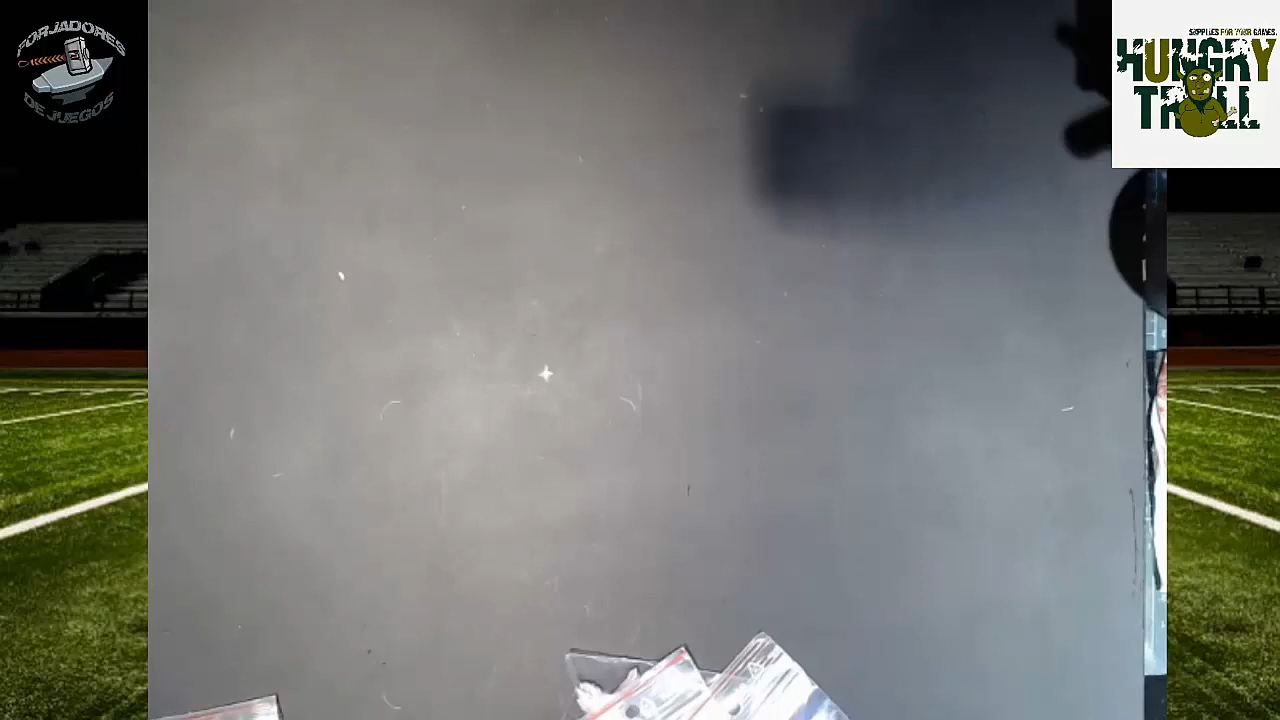 FORJADORES
DE JUEGOS
SUPPLIES FOR YOUR GAMES.
HUNGRY
TROLL